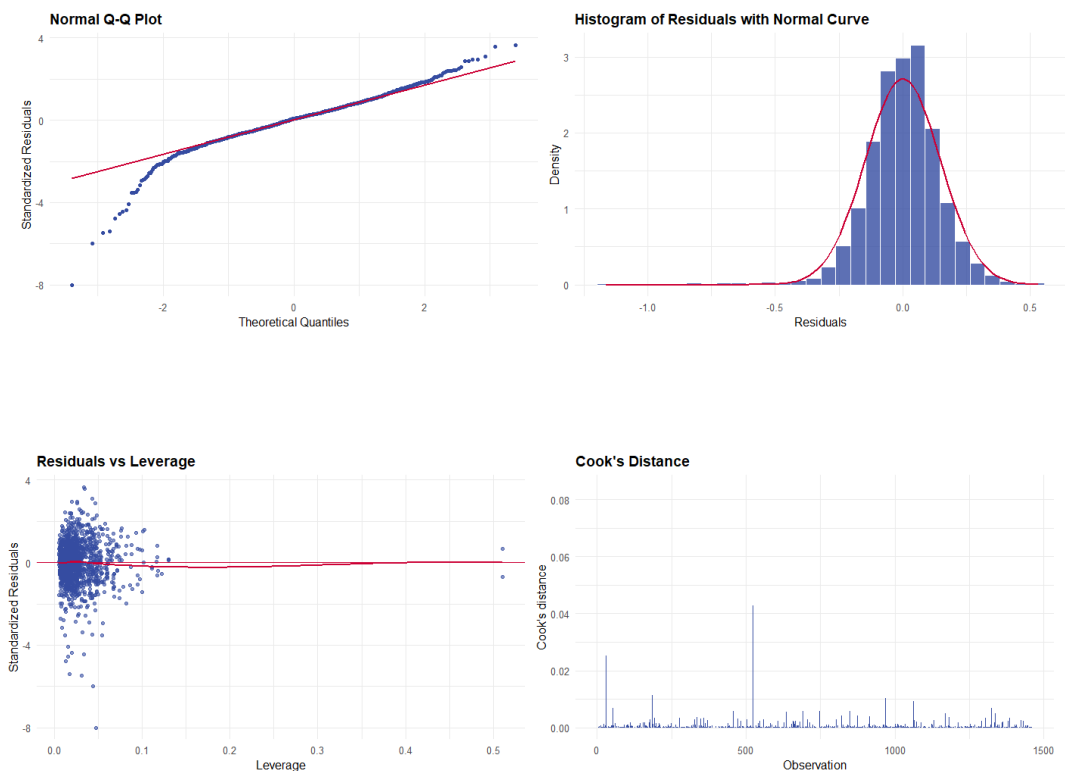 Normal Q-Q Plot
4
0
-4
-8
-2
0
2
Standardized Residuals
Theoretical Quantiles
Histogram of Residuals with Normal Curve
3
2
1
0
-1.0
-0.5
0.0
0.5
Density
Residuals
Residuals vs Leverage
4
0
-4
-8
0.0
0.1
0.2
0.3
0.4
0.5
Standardized Residuals
Leverage
Cook's Distance
0.08
0.06
0.04
0.02
0.00
0
500
1000
1500
Cook's distance
Observation